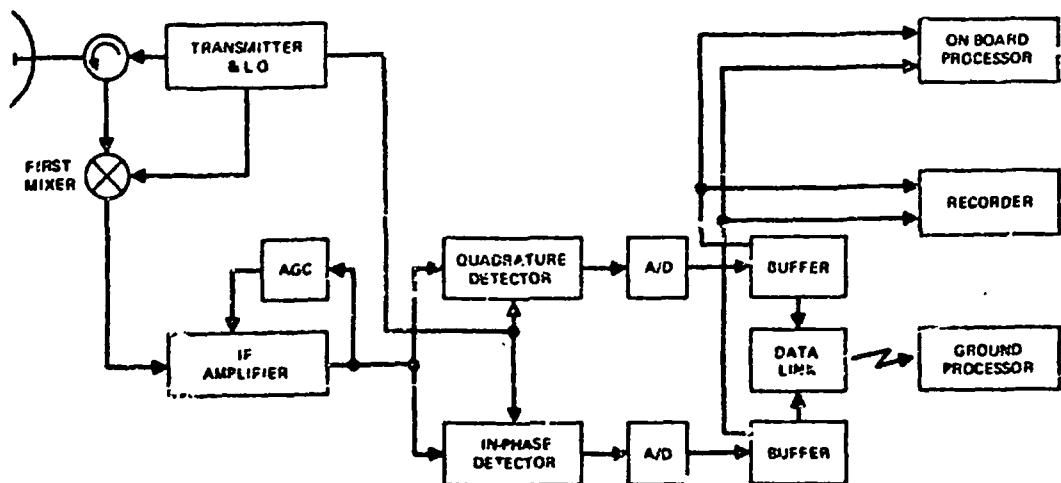 TRANSMITTER
& L O
ON BOARD
PROCESSOR
FIRST
MIXER
RECORDER
AGC
QUADRATURE
DETECTOR
A/D
BUFFER
IF
AMPLIFIER
DATA
LINK
GROUND
PROCESSOR
IN-PHASE
DETECTOR
A/D
BUFFER